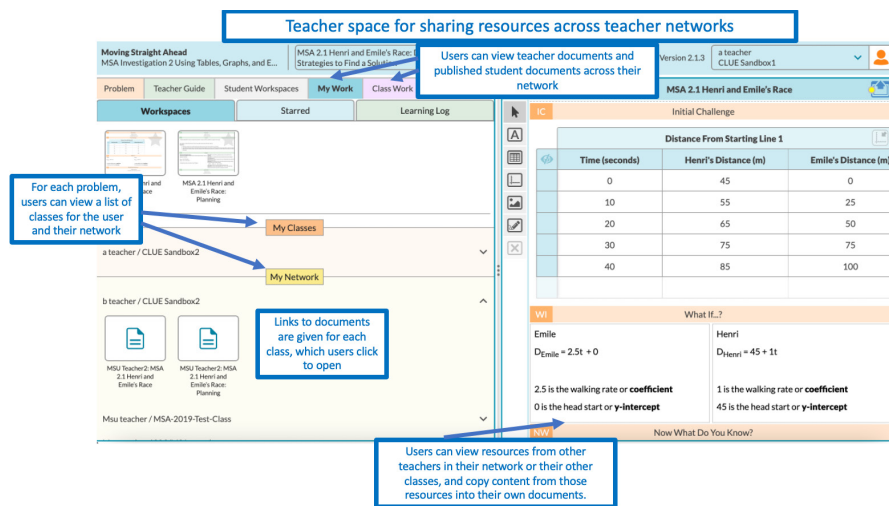 Teacher space for sharing resources across teacher networks
Moving Straight Ahead
MSA Investigation 2 Using Tables, Graphs, and E...
MSA 2.1 Henri and Emile's Race:
Strategies to Find a
Users can view teacher documents and
published student documents across their
network
Version 2.1.3
a teacher
CLUE Sandbox1
Problem
Teacher Guide
Student Workspaces
My Work
Class Work
MSA 2.1 Henri and Emile's Race
Workspaces
Starred
Learning Log
IC
Initial Challenge
Distance From Starting Line 1
Time (seconds) Henri's Distance (m) Emile's Distance (m)
0 45 0
10 55 25
20 65 50
30 75 75
40 85 100
For each problem,
users can view a list of
classes for the user
and their network
MSA 2.1 Henri and
Emile's Race:
Planning
My Classes
a teacher / CLUE Sandbox2
My Network
b teacher / CLUE Sandbox2
MSU Teacher2: MSA
2.1 Henri and
Emile's Race
MSU Teacher2: MSA
2.1 Henri and
Emile's Race:
Planning
Links to documents
are given for each
class, which users click
to open
Msu teacher / MSA-2019-Test-Class
WI
What If...?
Emile
D_Emile = 2.5t + 0
2.5 is the walking rate or coefficient
0 is the head start or y-intercept
Henri
D_Henri = 45 + 1t
1 is the walking rate or coefficient
45 is the head start or y-intercept
NW
Now What Do You Know?
Users can view resources from other
teachers in their network or their other
classes, and copy content from those
resources into their own documents.